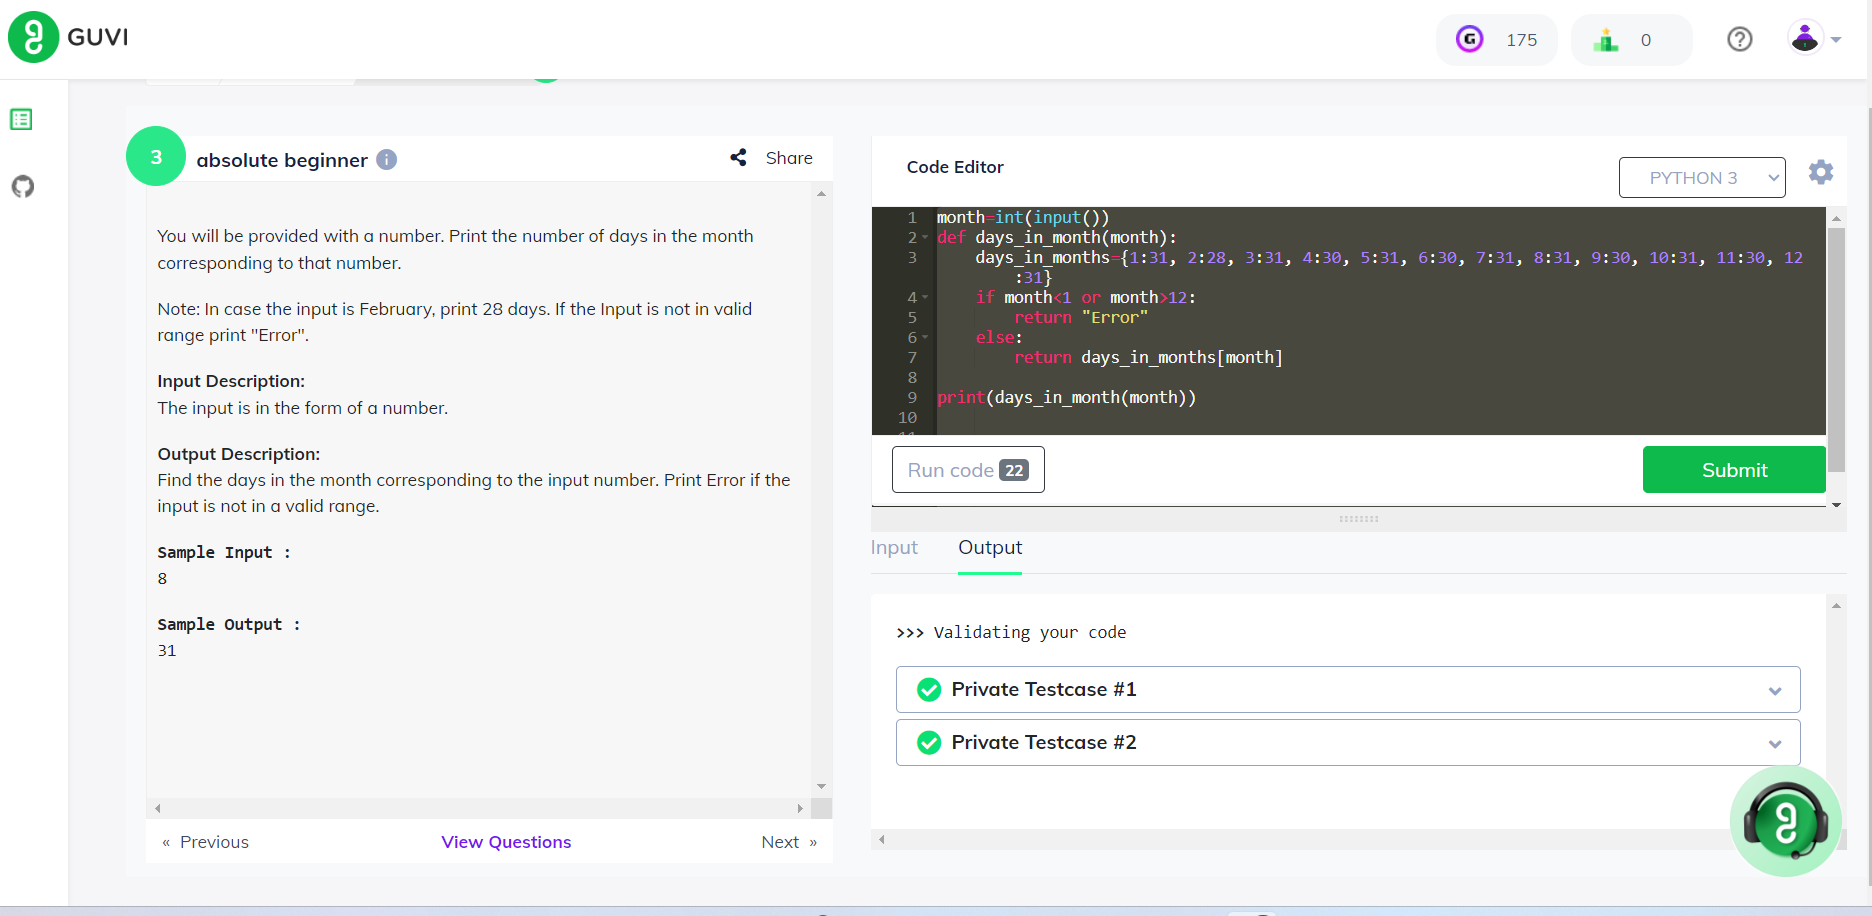 GUVI
175
0
3
absolute beginner
Share
You will be provided with a number. Print the number of days in the month
corresponding to that number.
Note: In case the input is February, print 28 days. If the Input is not in valid
range print "Error".
Input Description:
The input is in the form of a number.
Output Description:
Find the days in the month corresponding to the input number. Print Error if the
input is not in a valid range.
Sample Input :
8
Sample Output :
31
« Previous
View Questions
Next »
Code Editor
PYTHON 3
1 month=int(input())
2 def days_in_month(month):
3 days_in_months={1:31, 2:28, 3:31, 4:30, 5:31, 6:30, 7:31, 8:31, 9:30, 10:31, 11:30, 12
:31}
4 if month<1 or month>12:
5 return "Error"
6 else:
7 return days_in_months[month]
8
9 print(days_in_month(month))
10
11
Run code 22
Submit
Input
Output
>>> Validating your code
Private Testcase #1
Private Testcase #2